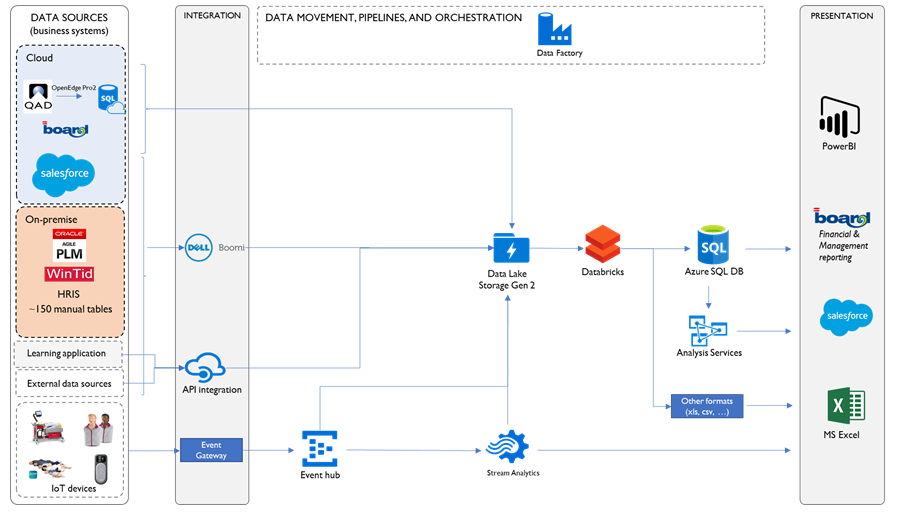 DATA SOURCES
(business systems)
Cloud
OpenEdge Pro2
QAD
SQL
board
salesforce
On-premise
ORACLE
AGILE
PLM
WinTid
HRIS
~150 manual tables
Learning application
External data sources
IoT devices
INTEGRATION
DELL
Boomi
API integration
Event
Gateway
DATA MOVEMENT, PIPELINES, AND ORCHESTRATION
Data Factory
Data Lake
Storage Gen 2
Databricks
SQL
Azure SQL DB
Analysis Services
Other formats
(xls, csv, …)
Event hub
Stream Analytics
PRESENTATION
PowerBI
board
Financial &
Management
reporting
salesforce
X
MS Excel